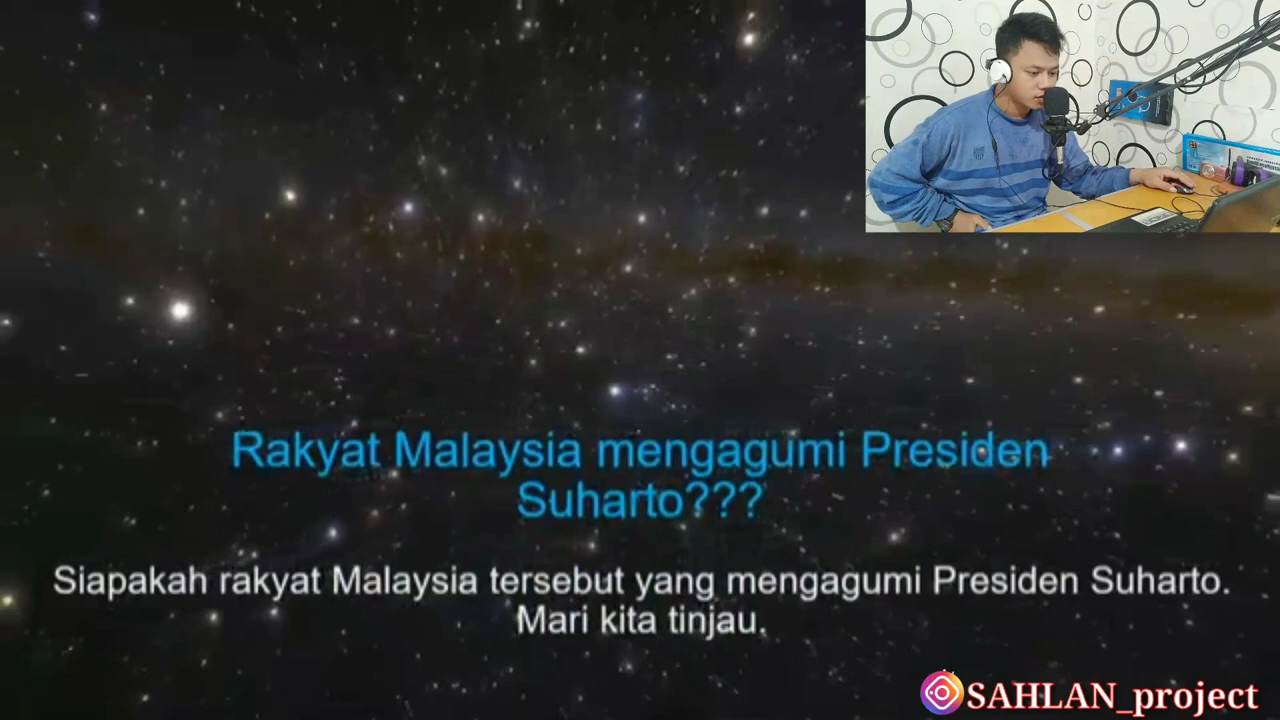 Rakyat Malaysia mengagumi Presiden
Suharto???
Siapakah rakyat Malaysia tersebut yang mengagumi Presiden Suharto.
Mari kita tinjau.
SAHLAN_project